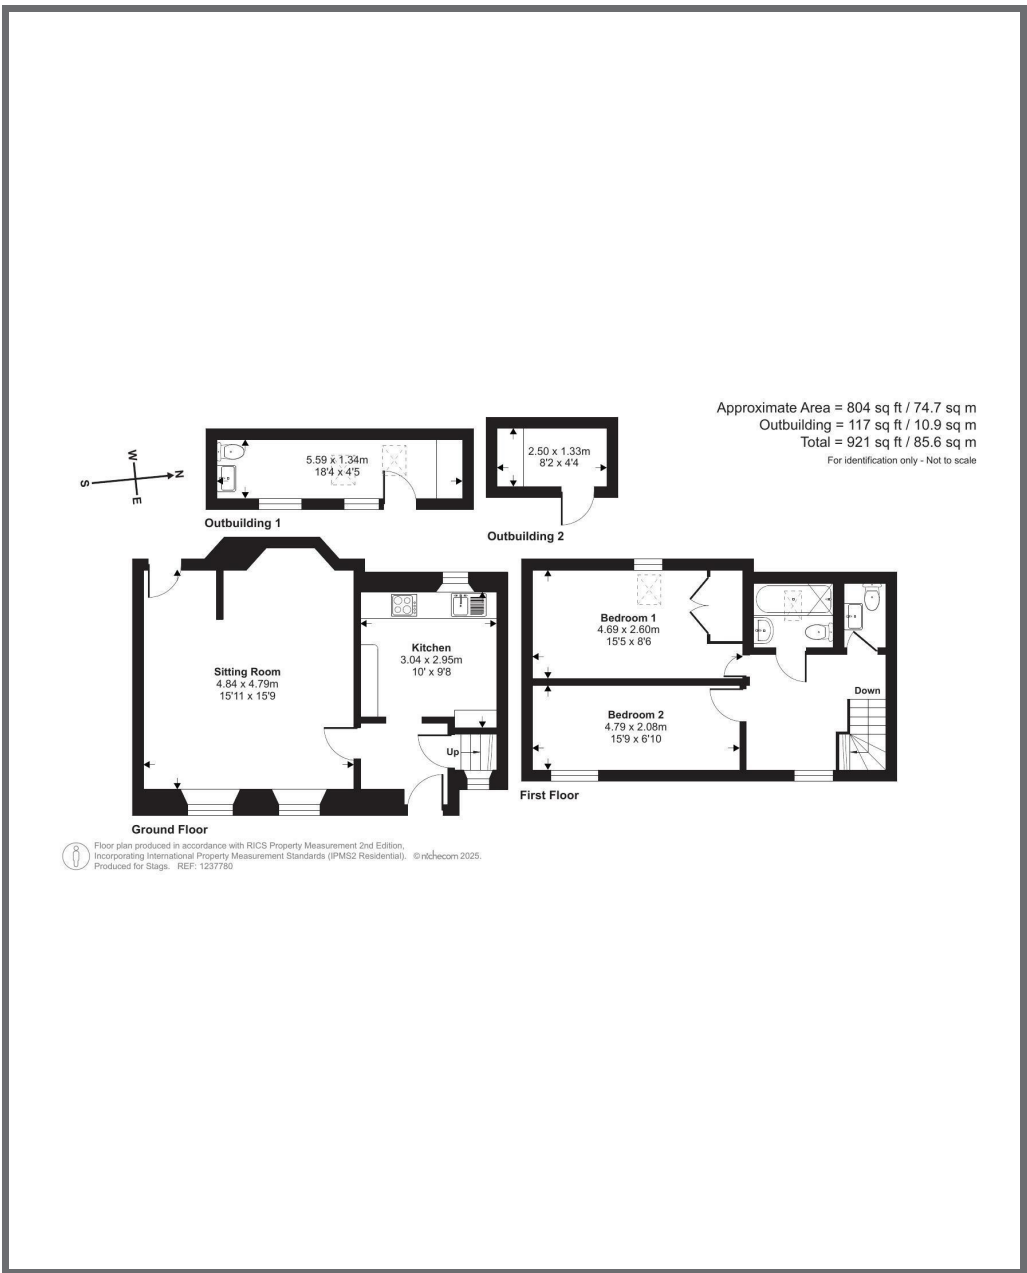 Approximate Area = 804 sq ft / 74.7 sq m
Outbuilding = 117 sq ft / 10.9 sq m
Total = 921 sq ft / 85.6 sq m
For identification only - Not to scale
W
N
S
E
5.59 x 1.34m
18'4 x 4'5
Outbuilding 1
2.50 x 1.33m
8'2 x 4'4
Outbuilding 2
Sitting Room
4.84 x 4.79m
15'11 x 15'9
Kitchen
3.04 x 2.95m
10' x 9'8
Up
Ground Floor
Bedroom 1
4.69 x 2.60m
15'5 x 8'6
Bedroom 2
4.79 x 2.08m
15'9 x 6'10
Down
First Floor
Floor plan produced in accordance with RICS Property Measurement 2nd Edition,
Incorporating International Property Measurement Standards (IPMS2 Residential). © nichecom 2025.
Produced for Stags. REF: 1237780